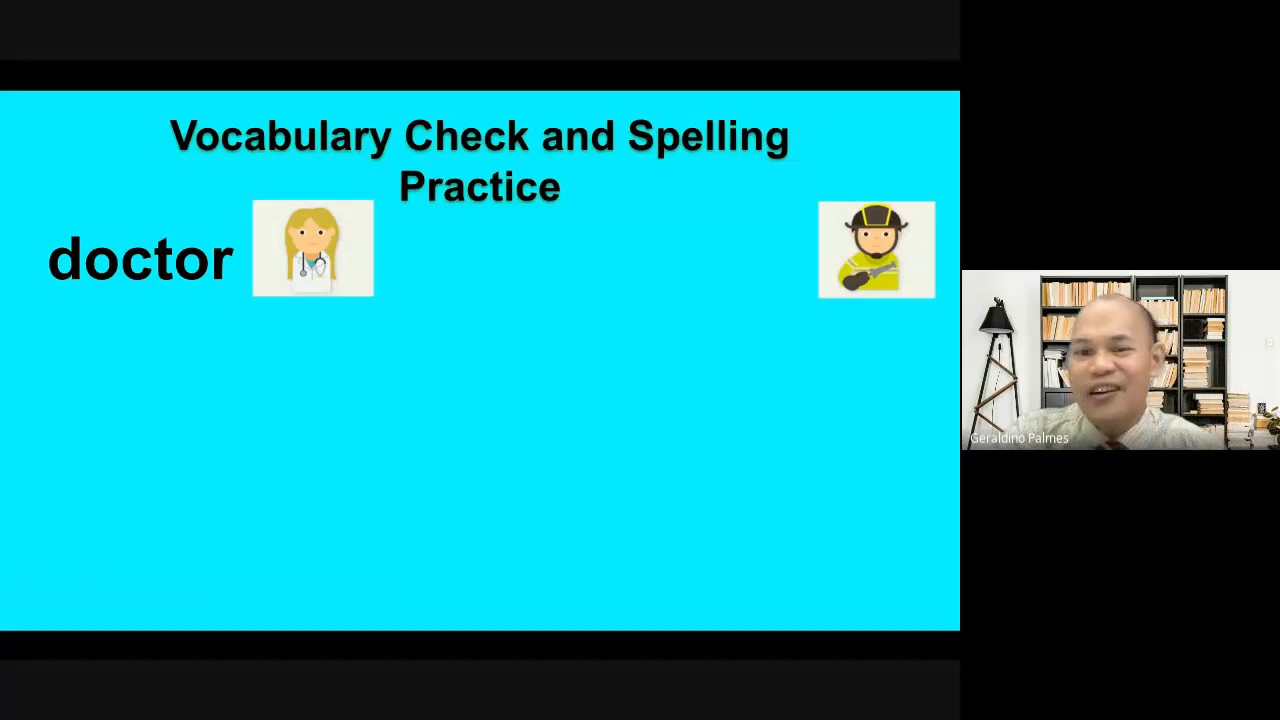 Vocabulary Check and Spelling
Practice
doctor
Geraldino Palmes